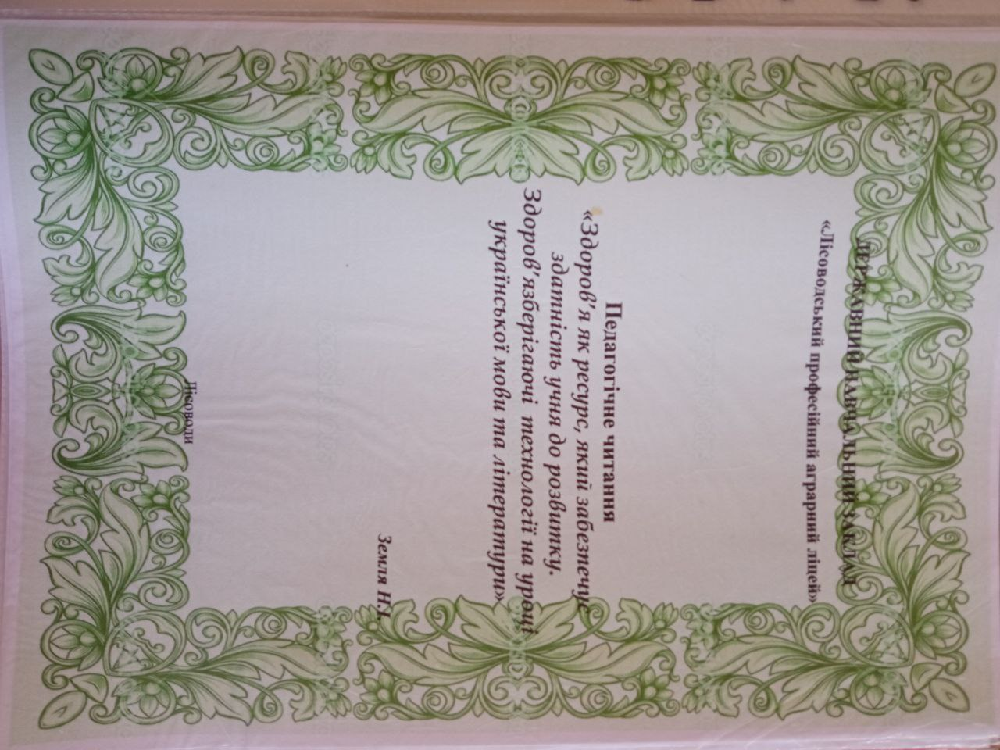 ДЕРЖАВНИЙ НАВЧАЛЬНИЙ ЗАКЛАД
«Лісоводський професійний аграрний ліцей»
Педагогічне читання
«Здоров'я як ресурс, який забезпечує
здатність учня до розвитку.
Здоров'язберігаючі технології на уроці
української мови та літератури»
Земля Н.І.
Лісоводи